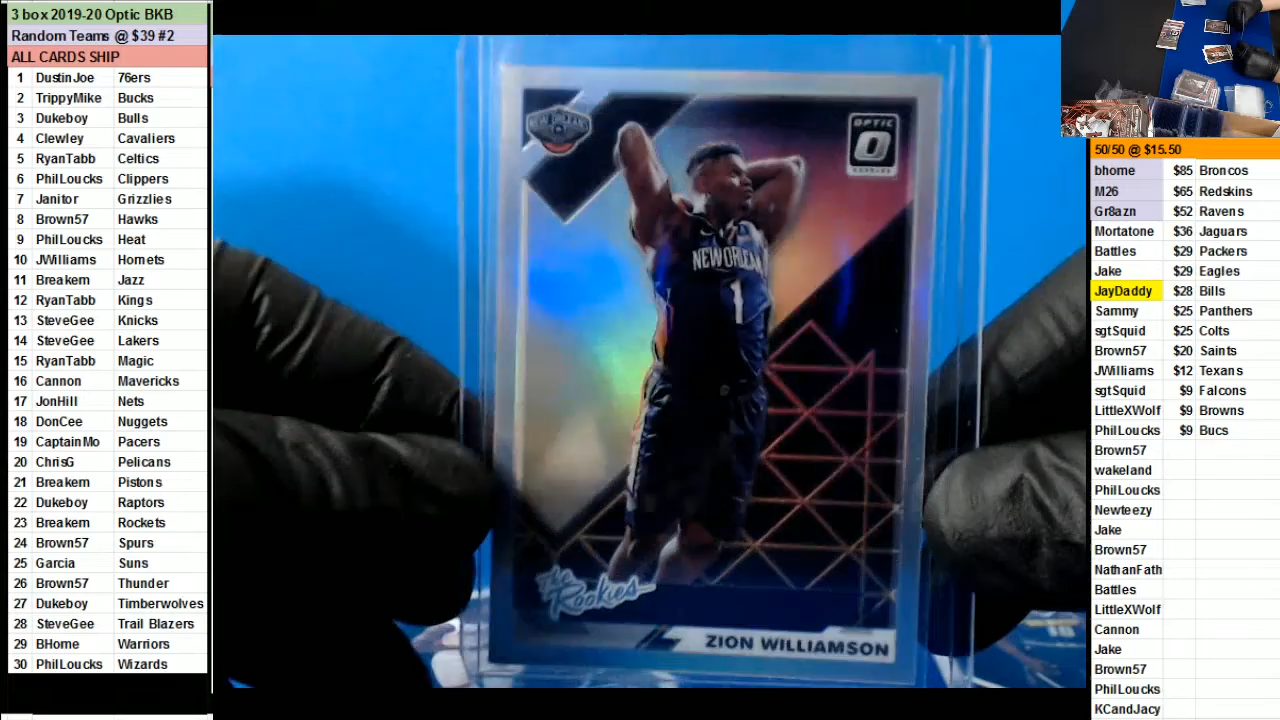 3 box 2019-20 Optic BKB
Random Teams @ $39 #2
ALL CARDS SHIP
1 DustinJoe 76ers
2 TrippyMike Bucks
3 Dukeboy Bulls
4 Clewley Cavaliers
5 RyanTabb Celtics
6 PhilLoucks Clippers
7 Janitor Grizzlies
8 Brown57 Hawks
9 PhilLoucks Heat
10 JWilliams Hornets
11 Breakem Jazz
12 RyanTabb Kings
13 SteveGee Knicks
14 SteveGee Lakers
15 RyanTabb Magic
16 Cannon Mavericks
17 JonHill Nets
18 DonCee Nuggets
19 CaptainMo Pacers
20 ChrisG Pelicans
21 Breakem Pistons
22 Dukeboy Raptors
23 Breakem Rockets
24 Brown57 Spurs
25 Garcia Suns
26 Brown57 Thunder
27 Dukeboy Timberwolves
28 SteveGee Trail Blazers
29 BHome Warriors
30 PhilLoucks Wizards
NEW ORLEANS
OPTIC
NEW ORLEAN
1
The Rookies
ZION WILLIAMSON
50/50 @ $15.50
bhome $85 Broncos
M26 $65 Redskins
Gr8azn $52 Ravens
Mortatone $36 Jaguars
Battles $29 Packers
Jake $29 Eagles
JayDaddy $28 Bills
Sammy $25 Panthers
sgtSquid $25 Colts
Brown57 $20 Saints
JWilliams $12 Texans
sgtSquid $9 Falcons
LittleXWolf $9 Browns
PhilLoucks $9 Bucs
Brown57
wakeland
PhilLoucks
Newteezy
Jake
Brown57
NathanFath
Battles
LittleXWolf
Cannon
Jake
Brown57
PhilLoucks
KCandJacy